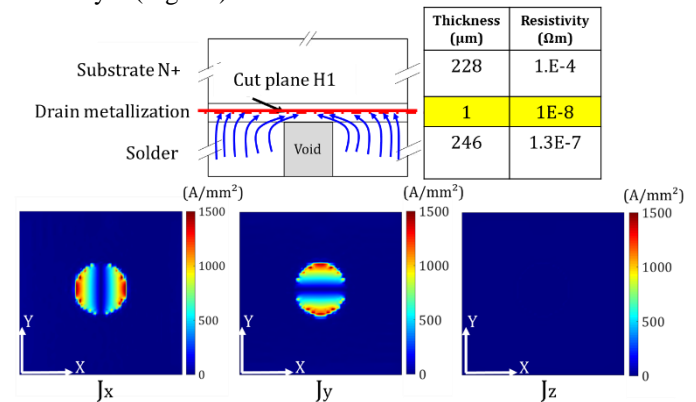 Thickness (µm) Resistivity (Ωm)
Substrate N+ 228 1.E-4
Cut plane H1
Drain metallization 1 1E-8
Solder Void 246 1.3E-7
(A/mm²) (A/mm²) (A/mm²)
1500 1500 1500
1000 1000 1000
500 500 500
Y Y Y
X X X
0 0 0
Jx Jy Jz